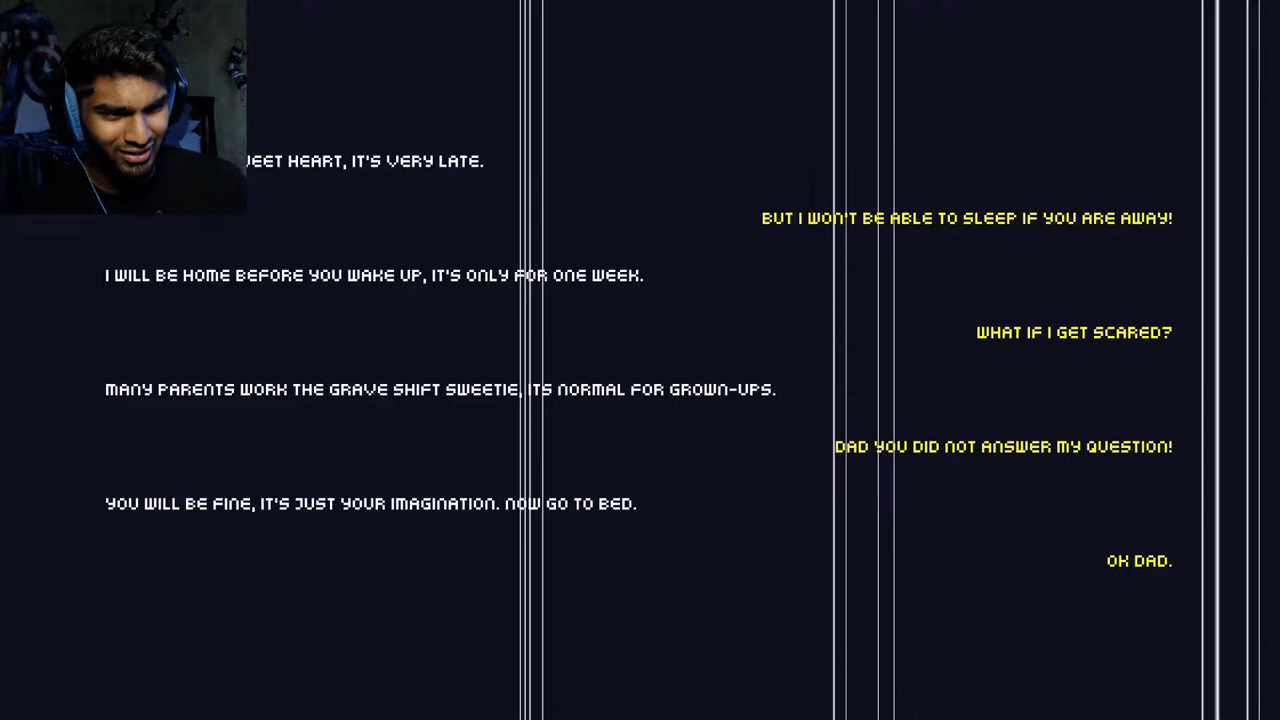 HEART, IT'S VERY LATE.
BUT I WON'T BE ABLE TO SLEEP IF YOU ARE AWAY!
I WILL BE HOME BEFORE YOU WAKE UP, IT'S ONLY FOR ONE WEEK.
WHAT IF I GET SCARED?
MANY PARENTS WORK THE GRAVE SHIFT SWEETIE, ITS NORMAL FOR GROWN-UPS.
DAD YOU DID NOT ANSWER MY QUESTION!
YOU WILL BE FINE, IT'S JUST YOUR IMAGINATION. NOW GO TO BED.
OK DAD.